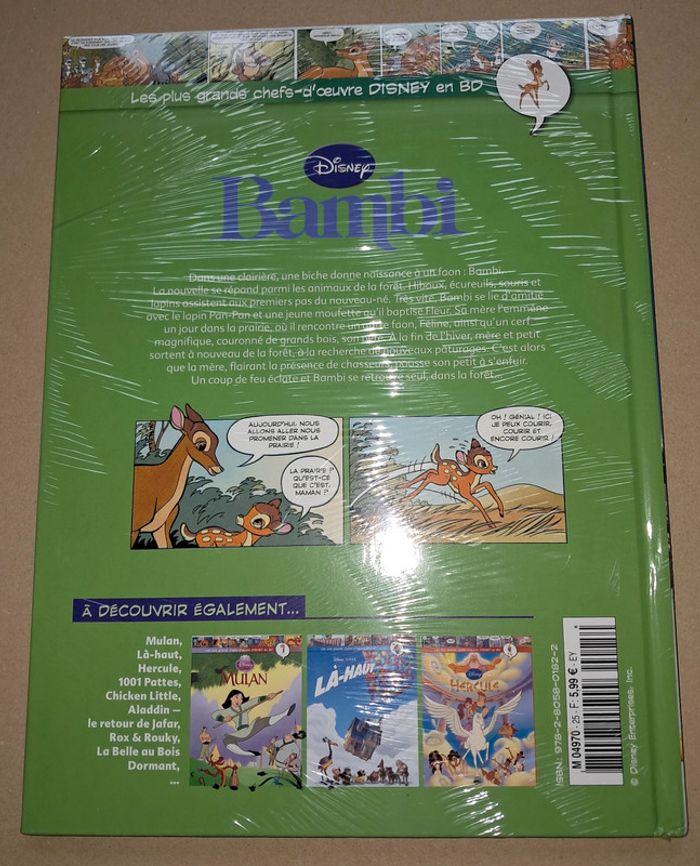 Les plus grands chefs-d'œuvre DISNEY en BD
Disney
Bambi
Dans une clairière, une biche donne naissance à un faon : Bambi.
La nouvelle se répand parmi les animaux de la forêt. Hiboux, écureuils, souris et
lapins assistent aux premiers pas du nouveau-né. Très vite, Bambi se lie d'amitié
avec le lapin Pan-Pan et une jeune moufette qu'il baptise Fleur. Sa mère l'emmène
un jour dans la prairie, où il rencontre un autre faon, Féline, ainsi qu'un cerf
magnifique, couronné de grands bois, son père. À la fin de l'hiver, mère et petit
sortent à nouveau de la forêt, à la recherche de nouveaux pâturages. C'est alors
que la mère, flairant la présence de chasseurs, pousse son petit à s'enfuir.
Un coup de feu éclate et Bambi se retrouve seul, dans la forêt...
AUJOURD'HUI, NOUS
ALLONS ALLER NOUS
PROMENER DANS LA
PRAIRIE !
LA PRAIRIE ?
QU'EST-CE
QUE C'EST,
MAMAN ?
OH ! GÉNIAL ! ICI
JE PEUX COURIR,
COURIR ET
ENCORE COURIR !
À DÉCOUVRIR ÉGALEMENT...
Mulan,
Là-haut,
Hercule,
1001 Pattes,
Chicken Little,
Aladdin –
le retour de Jafar,
Rox & Rouky,
La Belle au Bois
Dormant,
...
MULAN
LÀ-HAUT
HERCULE
ISBN: 978-2-8058-0182-2
M 04970 - 25 - F: 5,99 € - EY
© Disney Enterprises, Inc.